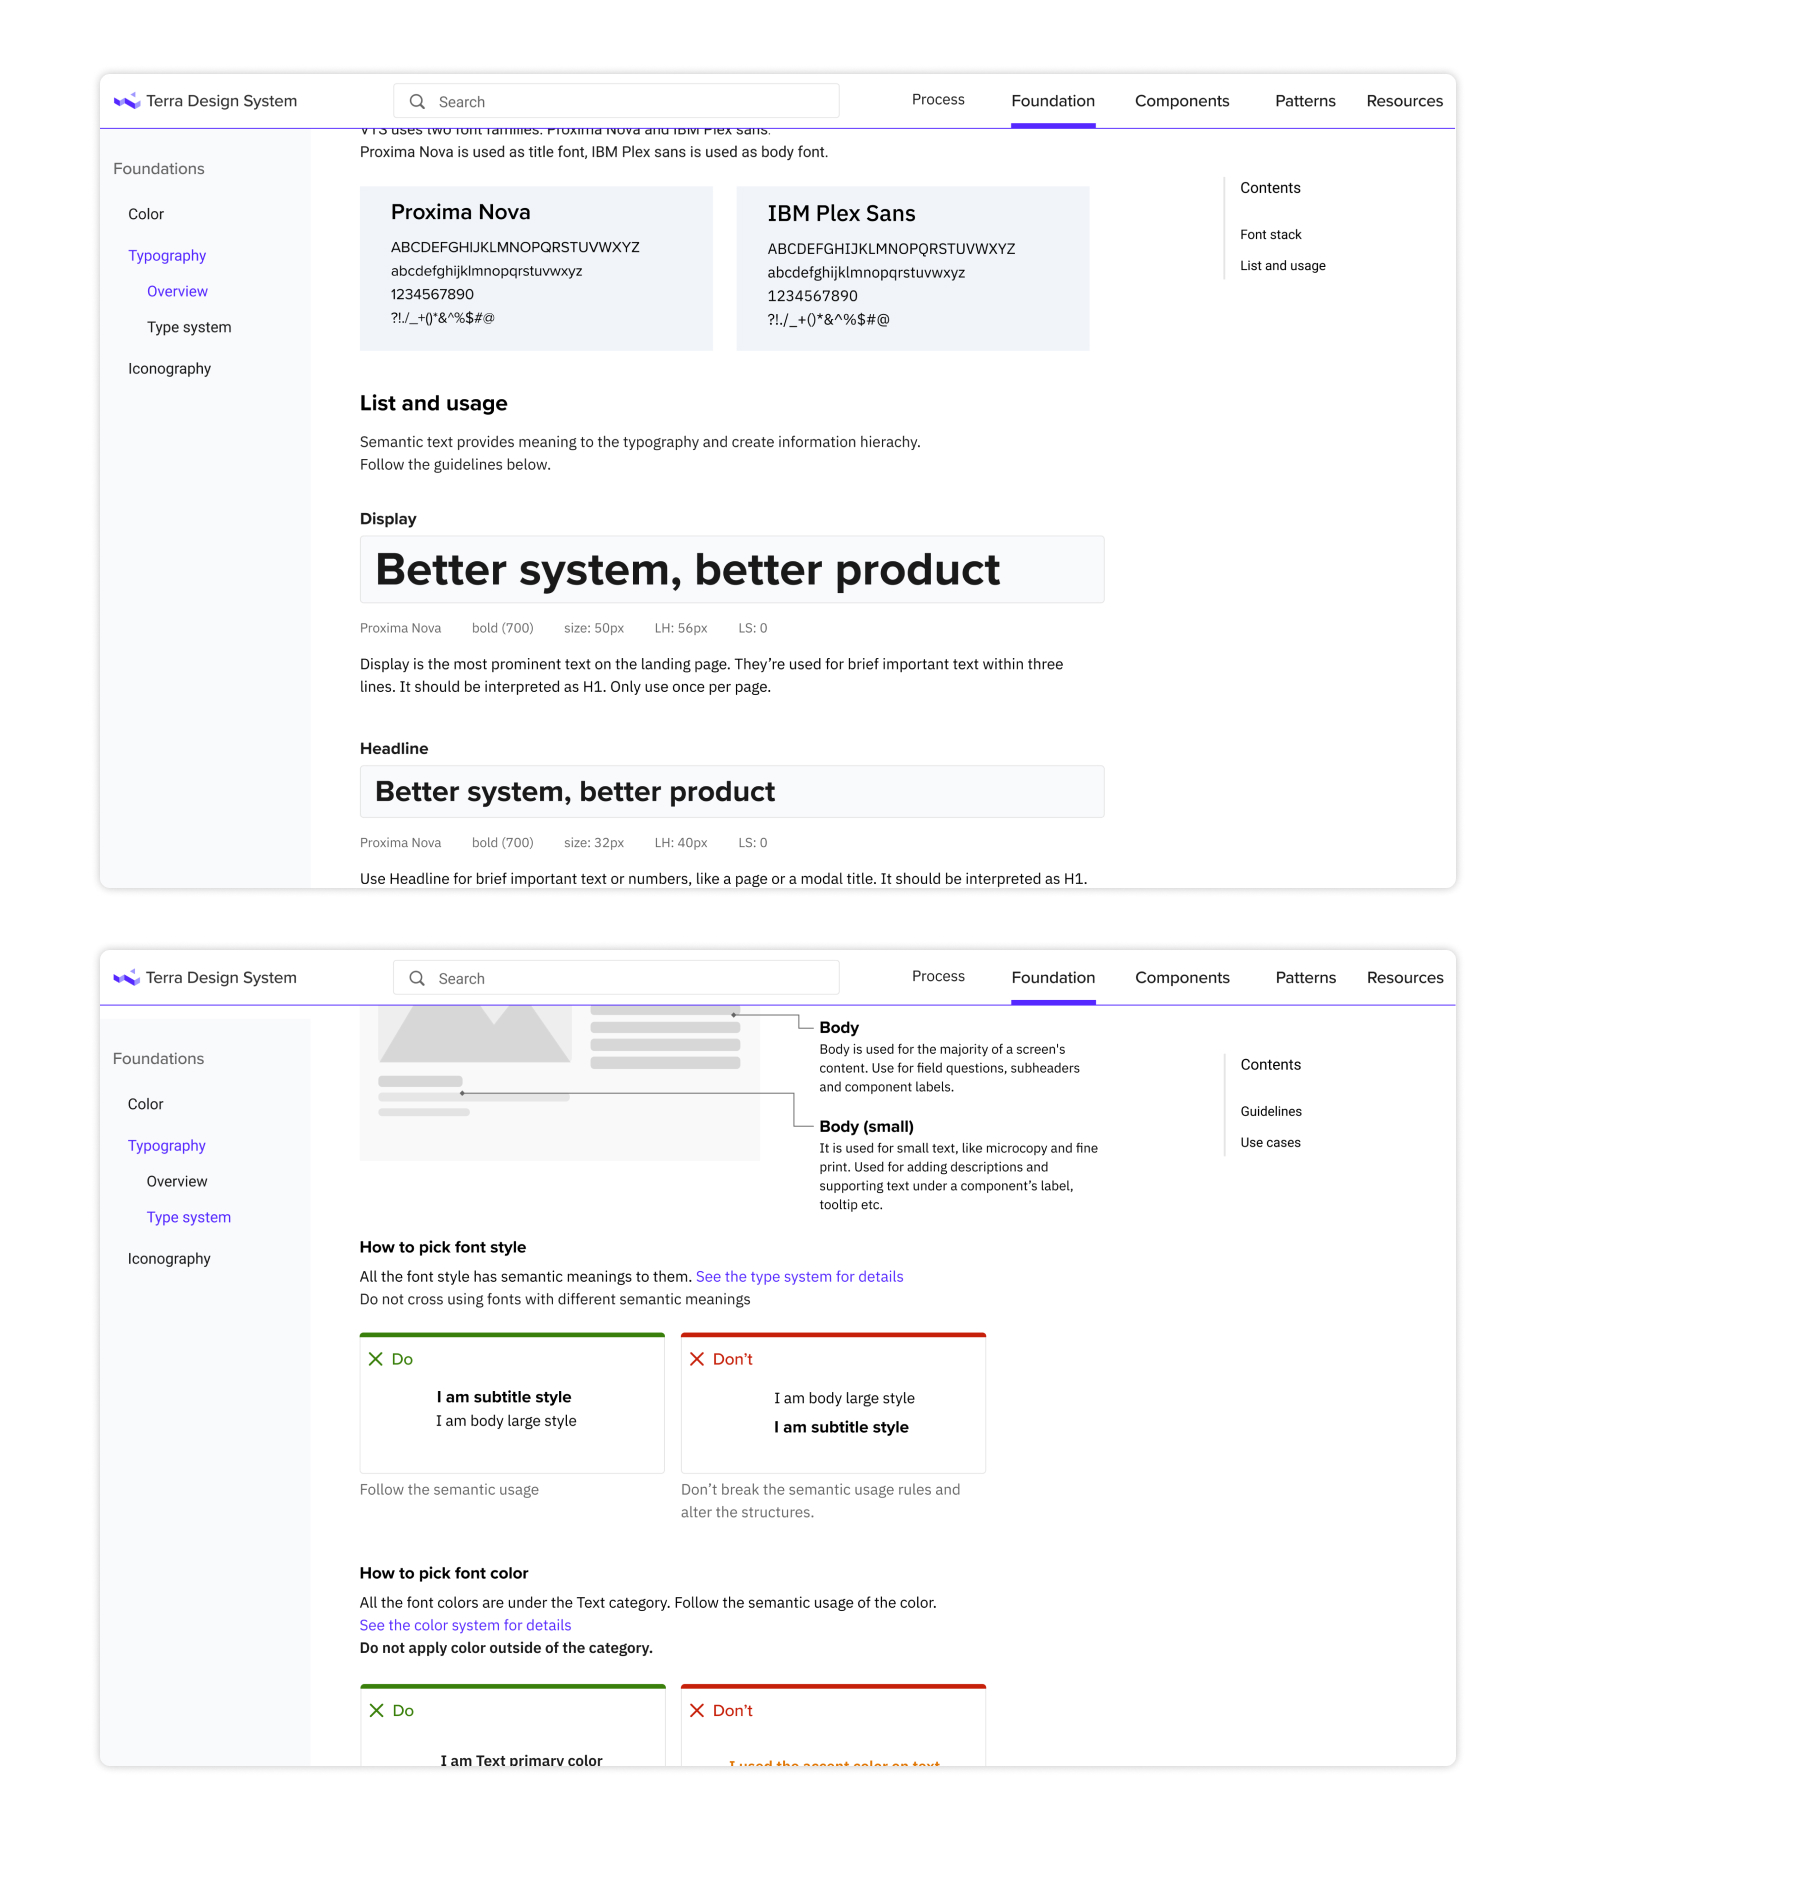 Terra Design System
Search
Process
Foundation
Components
Patterns
Resources
Foundations
Color
Typography
Overview
Type system
Iconography
VTS uses two font families: Proxima Nova and IBM Plex sans.
Proxima Nova is used as title font, IBM Plex sans is used as body font.
Proxima Nova
ABCDEFGHIJKLMNOPQRSTUVWXYZ
abcdefghijklmnopqrstuvwxyz
1234567890
?!./_+()*&^%$#@
IBM Plex Sans
ABCDEFGHIJKLMNOPQRSTUVWXYZ
abcdefghijklmnopqrstuvwxyz
1234567890
?!./_+()*&^%$#@
Contents
Font stack
List and usage
List and usage
Semantic text provides meaning to the typography and create information hierachy.
Follow the guidelines below.
Display
Better system, better product
Proxima Nova bold (700) size: 50px LH: 56px LS: 0
Display is the most prominent text on the landing page. They’re used for brief important text within three
lines. It should be interpreted as H1. Only use once per page.
Headline
Better system, better product
Proxima Nova bold (700) size: 32px LH: 40px LS: 0
Use Headline for brief important text or numbers, like a page or a modal title. It should be interpreted as H1.
Terra Design System
Search
Process
Foundation
Components
Patterns
Resources
Foundations
Color
Typography
Overview
Type system
Iconography
Body
Body is used for the majority of a screen's
content. Use for field questions, subheaders
and component labels.
Body (small)
It is used for small text, like microcopy and fine
print. Used for adding descriptions and
supporting text under a component’s label,
tooltip etc.
Contents
Guidelines
Use cases
How to pick font style
All the font style has semantic meanings to them. See the type system for details
Do not cross using fonts with different semantic meanings
Do
I am subtitle style
I am body large style
Follow the semantic usage
Don’t
I am body large style
I am subtitle style
Don’t break the semantic usage rules and
alter the structures.
How to pick font color
All the font colors are under the Text category. Follow the semantic usage of the color.
See the color system for details
Do not apply color outside of the category.
Do
I am Text primary color
Don’t
I used the accent color on text